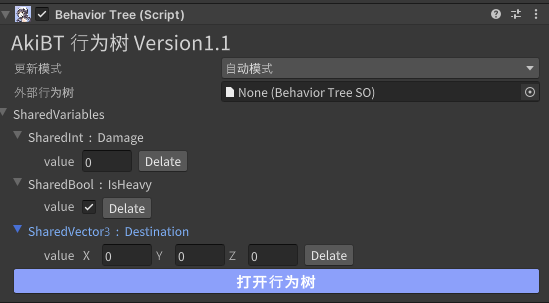 Behavior Tree (Script)
AkiBT 行为树 Version1.1
更新模式 自动模式
外部行为树 None (Behavior Tree SO)
SharedVariables
SharedInt : Damage
value 0 Delate
SharedBool : IsHeavy
value Delate
SharedVector3 : Destination
value X 0 Y 0 Z 0 Delate
打开行为树